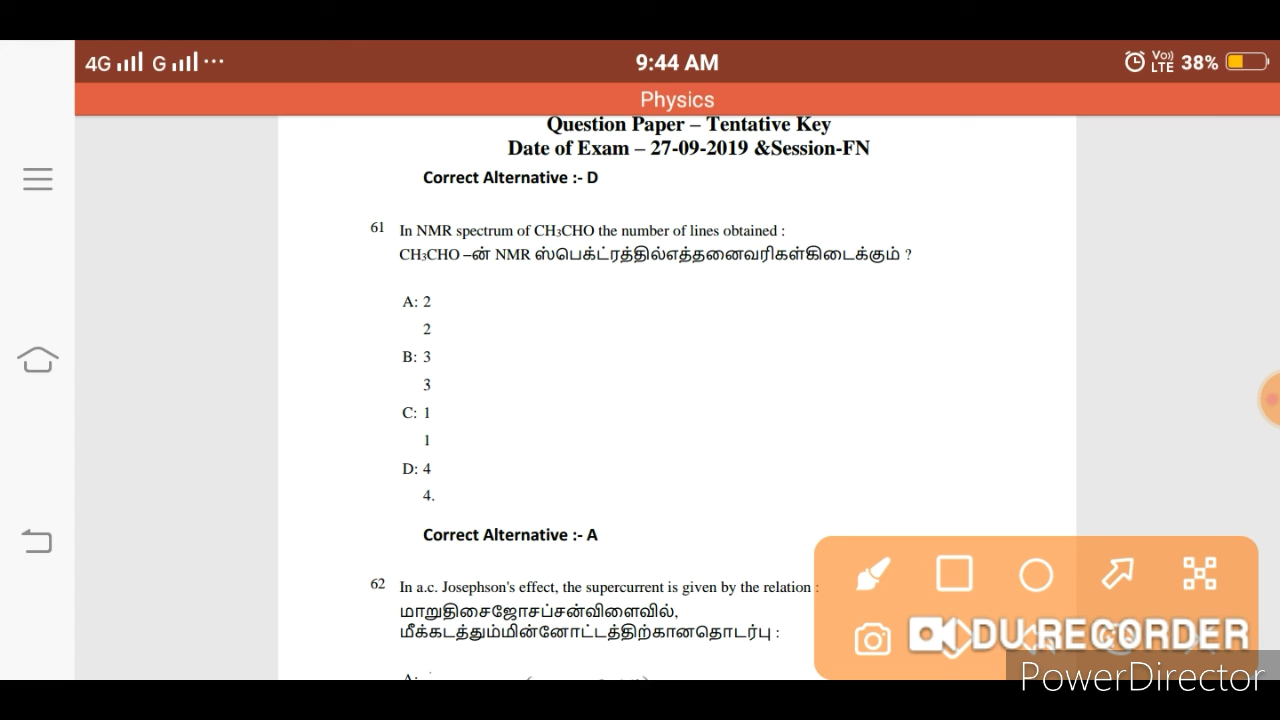 4G G ...
9:44 AM
Vo)) LTE 38%
Physics
Question Paper – Tentative Key
Date of Exam – 27-09-2019 &Session-FN
Correct Alternative :- D
61 In NMR spectrum of CH₃CHO the number of lines obtained :
CH₃CHO –ன் NMR ஸ்பெக்ட்ரத்தில்எத்தனைவரிகள்கிடைக்கும் ?
A: 2
2
B: 3
3
C: 1
1
D: 4
4.
Correct Alternative :- A
62 In a.c. Josephson's effect, the supercurrent is given by the relation :
மாறுதிசைஜோசப்சன்விளைவில்,
மீக்கடத்தும்மின்னோட்டத்திற்கானதொடர்பு :
DU RECORDER
PowerDirector